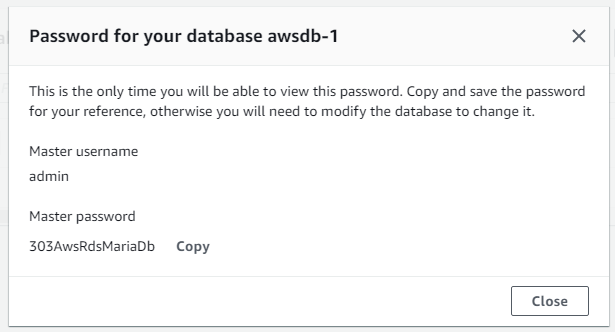 Password for your database awsdb-1
This is the only time you will be able to view this password. Copy and save the password
for your reference, otherwise you will need to modify the database to change it.
Master username
admin
Master password
303AwsRdsMariaDb Copy
Close